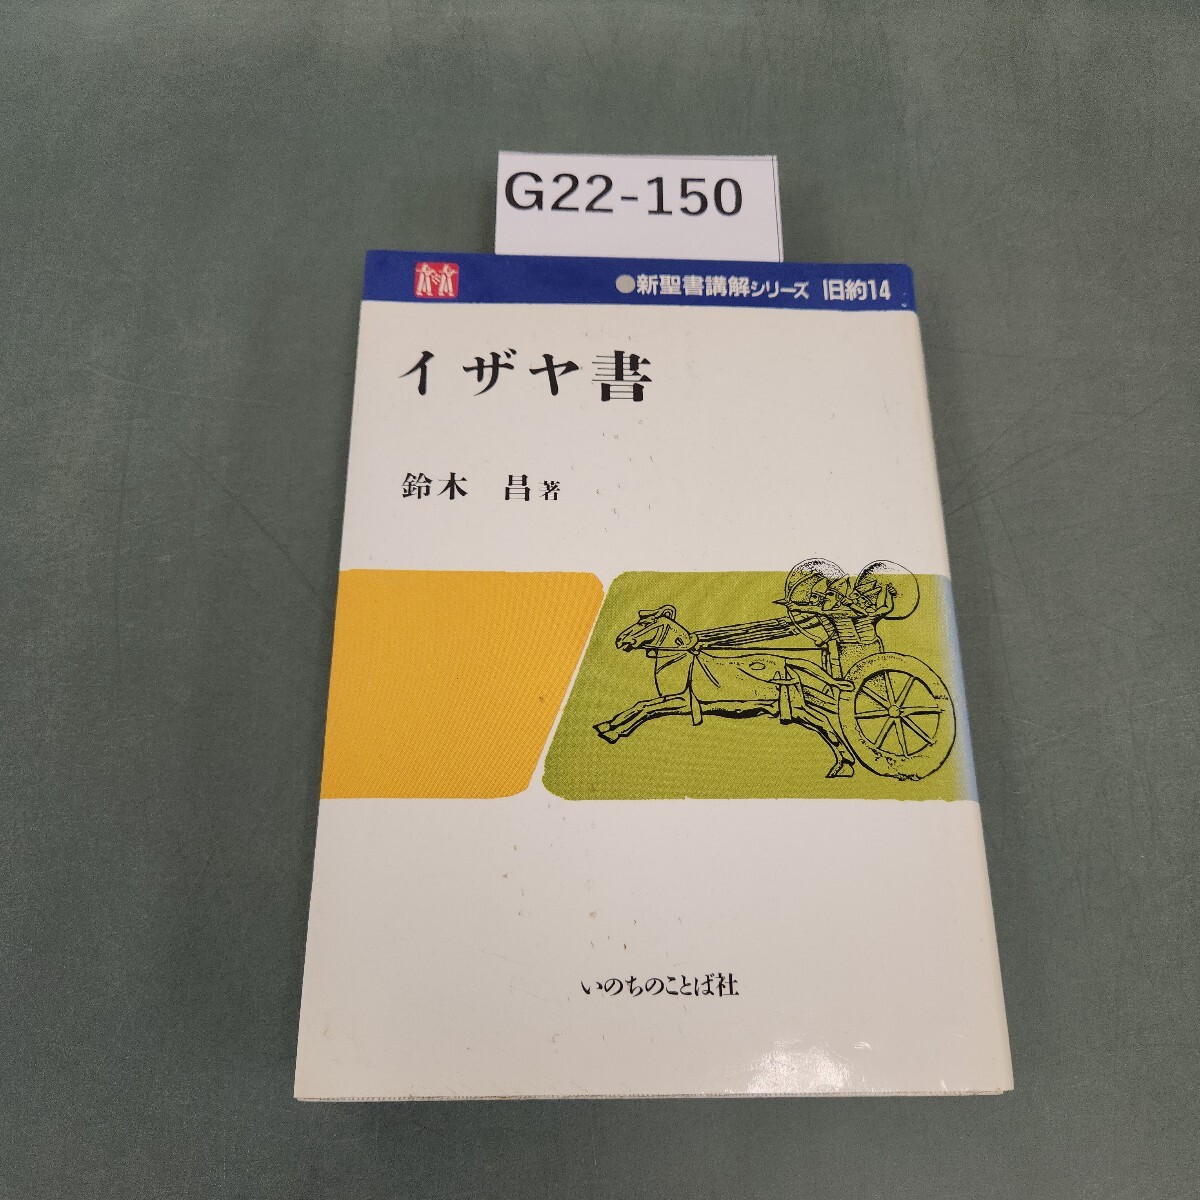 G22-150
●新聖書講解シリーズ 旧約14
イザヤ書
鈴木 昌著
いのちのことば社